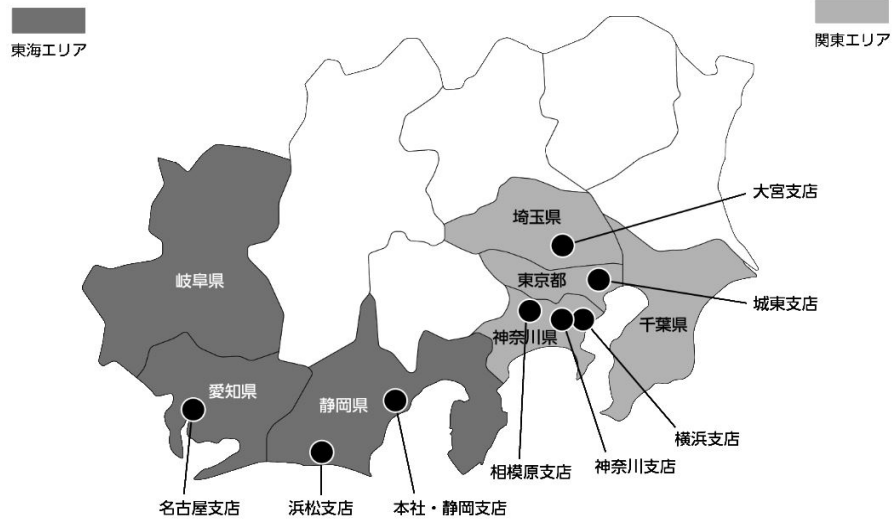 東海エリア
関東エリア
大宮支店
埼玉県
岐阜県
東京都
城東支店
千葉県
神奈川県
愛知県
静岡県
横浜支店
神奈川支店
相模原支店
名古屋支店
浜松支店
本社・静岡支店